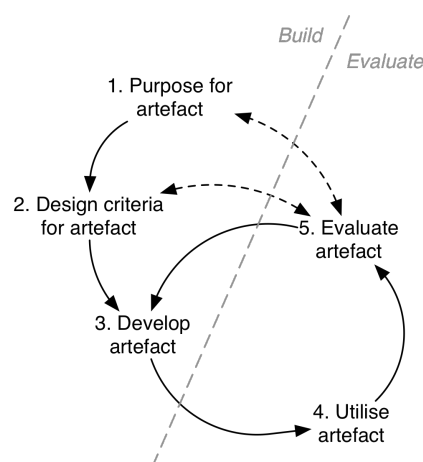 Build
Evaluate
1. Purpose for
artefact
2. Design criteria
for artefact
5. Evaluate
artefact
3. Develop
artefact
4. Utilise
artefact